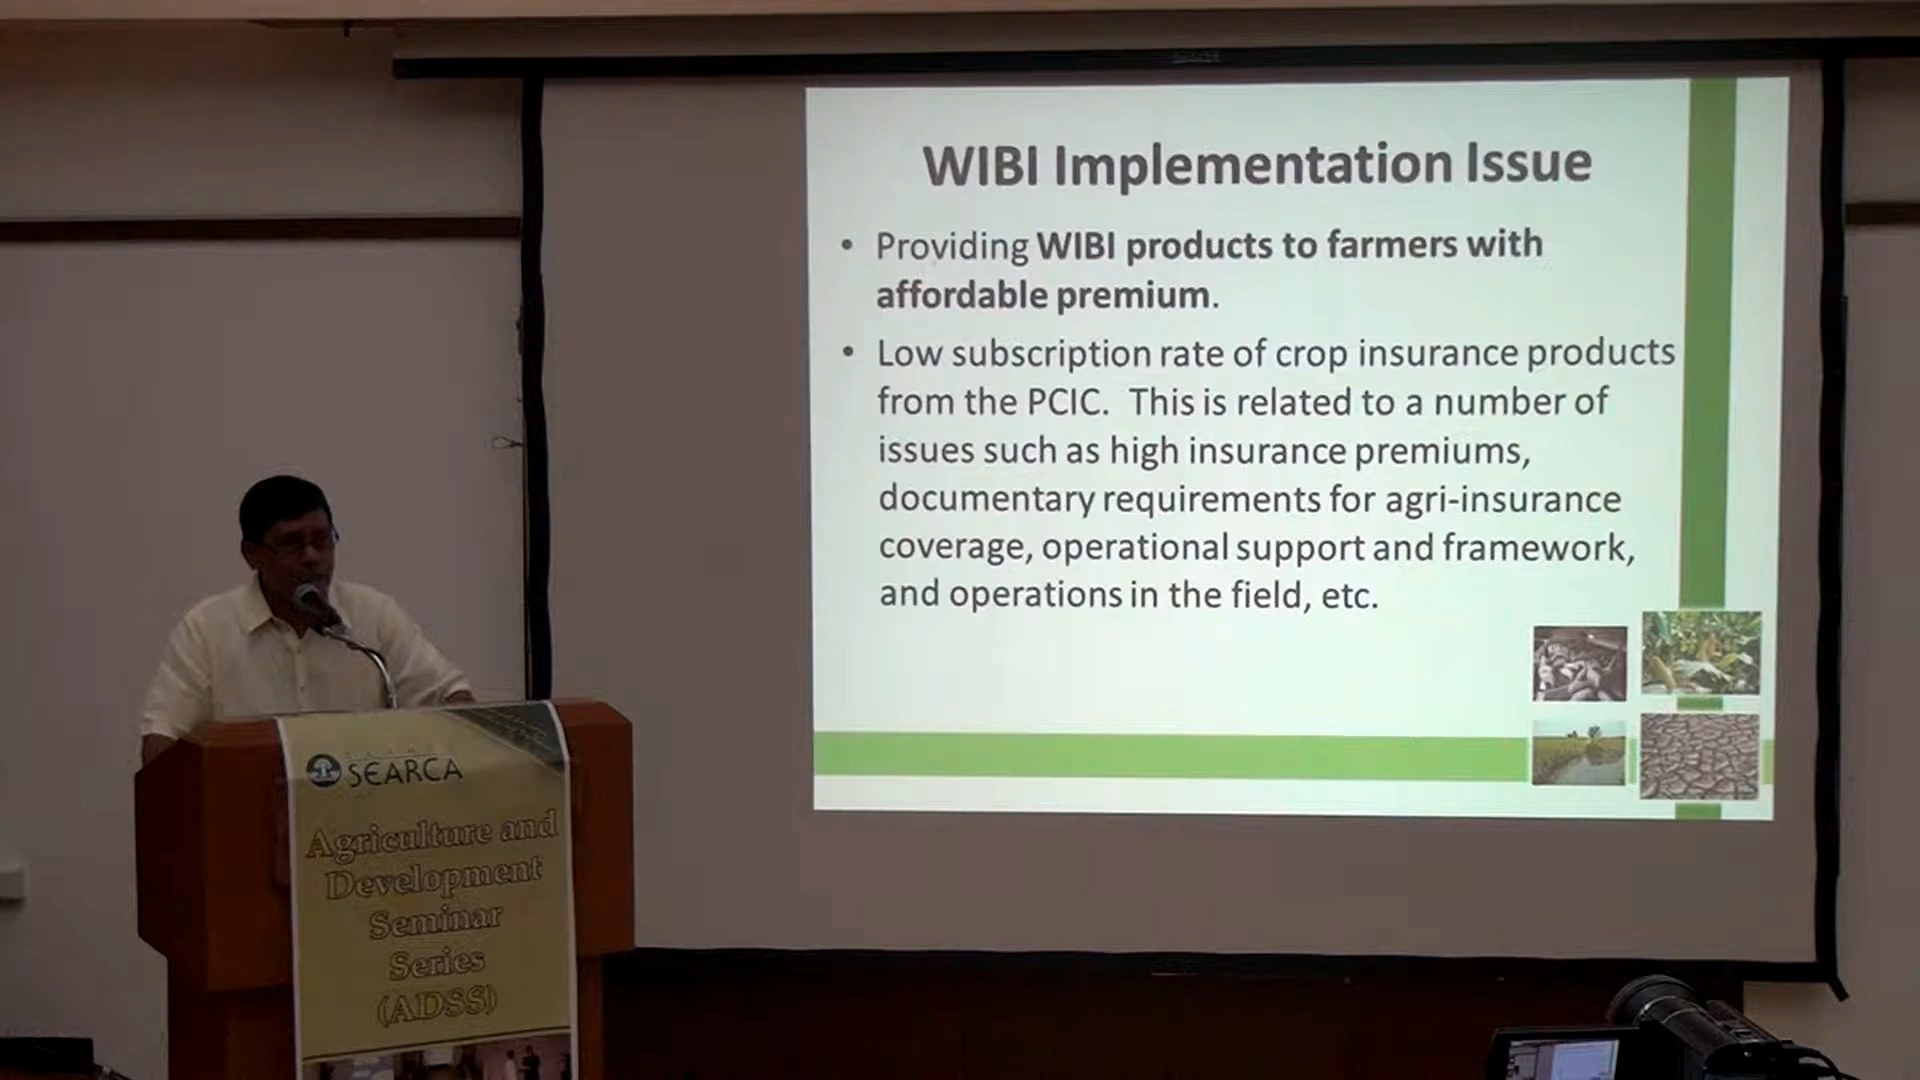 WIBI Implementation Issue
• Providing WIBI products to farmers with
affordable premium.
• Low subscription rate of crop insurance products
from the PCIC. This is related to a number of
issues such as high insurance premiums,
documentary requirements for agri-insurance
coverage, operational support and framework,
and operations in the field, etc.
SEARCA
Agriculture and
Development
Seminar
Series
(ADSS)